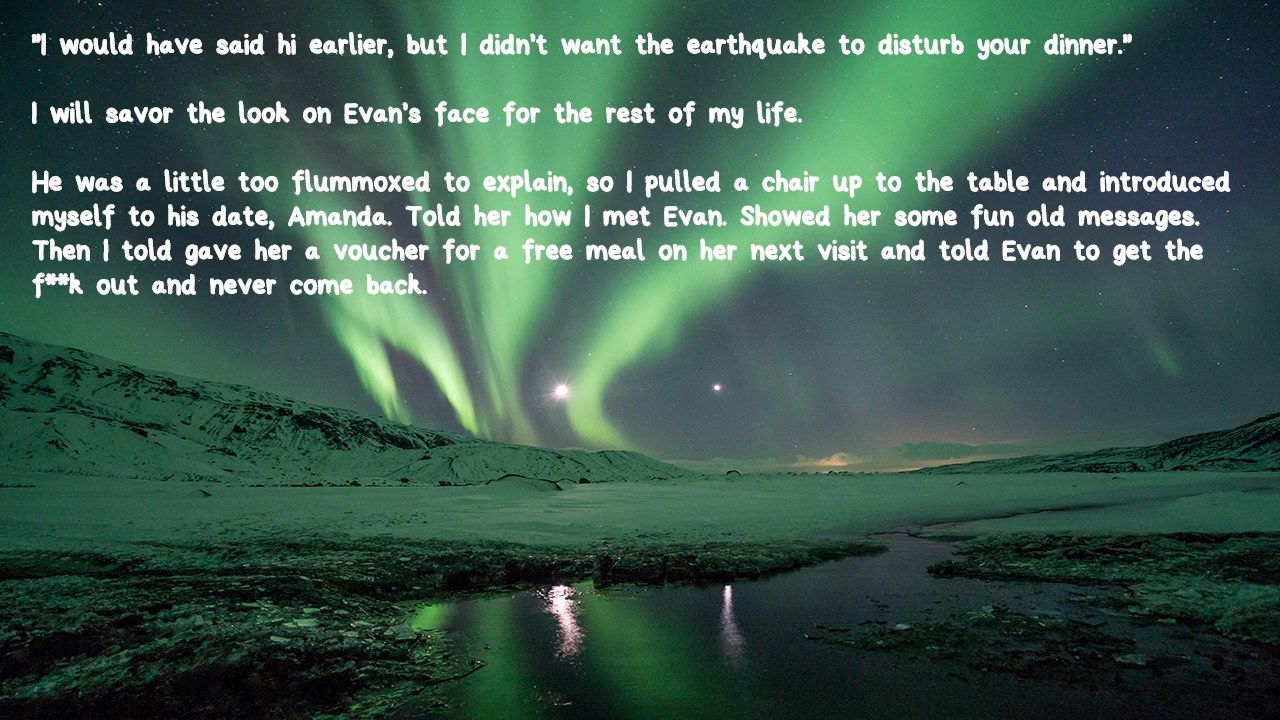 "I would have said hi earlier, but I didn't want the earthquake to disturb your dinner."
I will savor the look on Evan's face for the rest of my life.
He was a little too flummoxed to explain, so I pulled a chair up to the table and introduced
myself to his date, Amanda. Told her how I met Evan. Showed her some fun old messages.
Then I told gave her a voucher for a free meal on her next visit and told Evan to get the
f**k out and never come back.